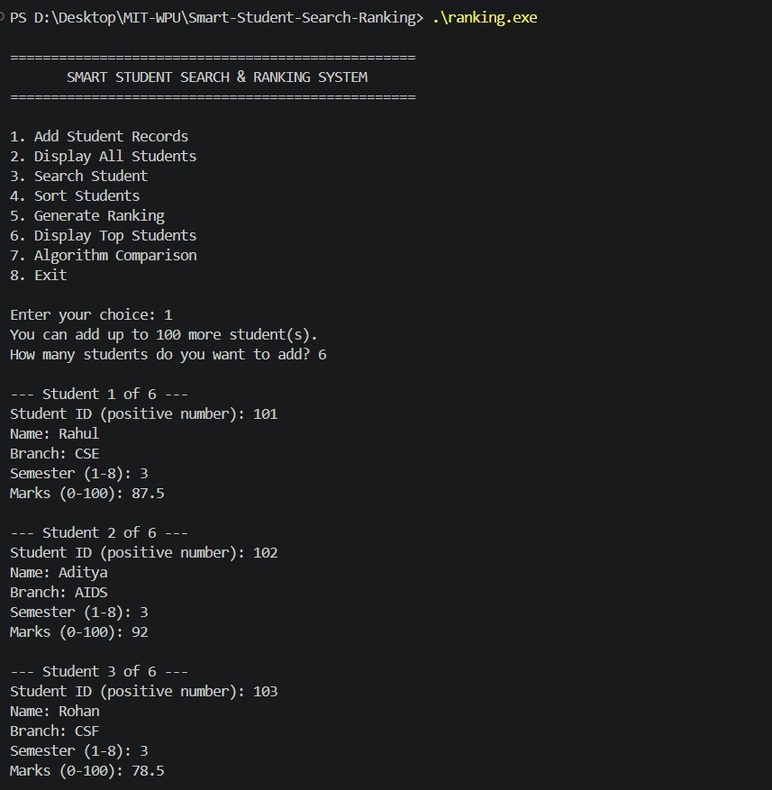 PS D:\Desktop\MIT-WPU\Smart-Student-Search-Ranking> .\ranking.exe
==================================================
SMART STUDENT SEARCH & RANKING SYSTEM
==================================================
1. Add Student Records
2. Display All Students
3. Search Student
4. Sort Students
5. Generate Ranking
6. Display Top Students
7. Algorithm Comparison
8. Exit
Enter your choice: 1
You can add up to 100 more student(s).
How many students do you want to add? 6
--- Student 1 of 6 ---
Student ID (positive number): 101
Name: Rahul
Branch: CSE
Semester (1-8): 3
Marks (0-100): 87.5
--- Student 2 of 6 ---
Student ID (positive number): 102
Name: Aditya
Branch: AIDS
Semester (1-8): 3
Marks (0-100): 92
--- Student 3 of 6 ---
Student ID (positive number): 103
Name: Rohan
Branch: CSF
Semester (1-8): 3
Marks (0-100): 78.5